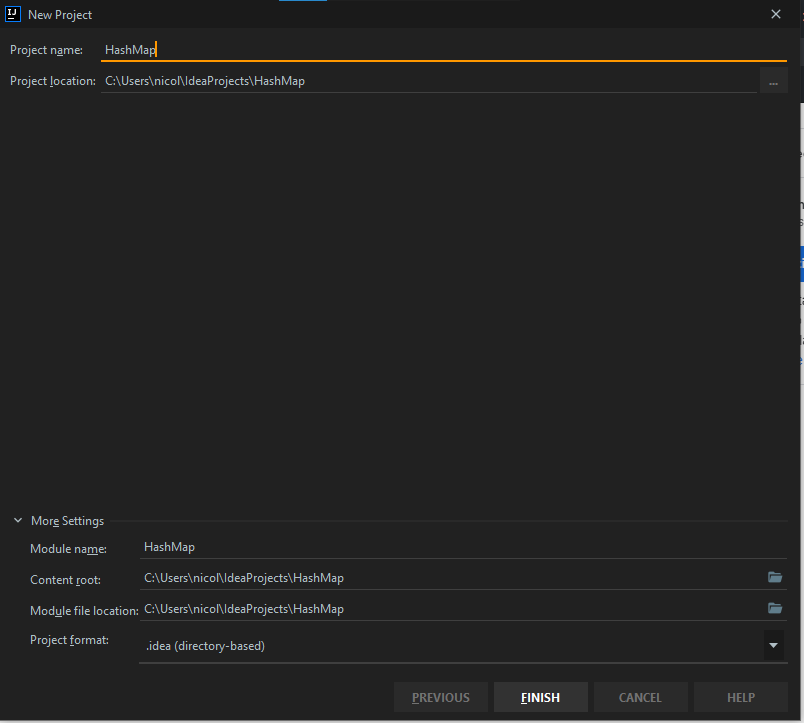 IJ New Project
Project name: HashMap
Project location: C:\Users\nicol\IdeaProjects\HashMap ...
More Settings
Module name: HashMap
Content root: C:\Users\nicol\IdeaProjects\HashMap
Module file location: C:\Users\nicol\IdeaProjects\HashMap
Project format: .idea (directory-based)
PREVIOUS FINISH CANCEL HELP